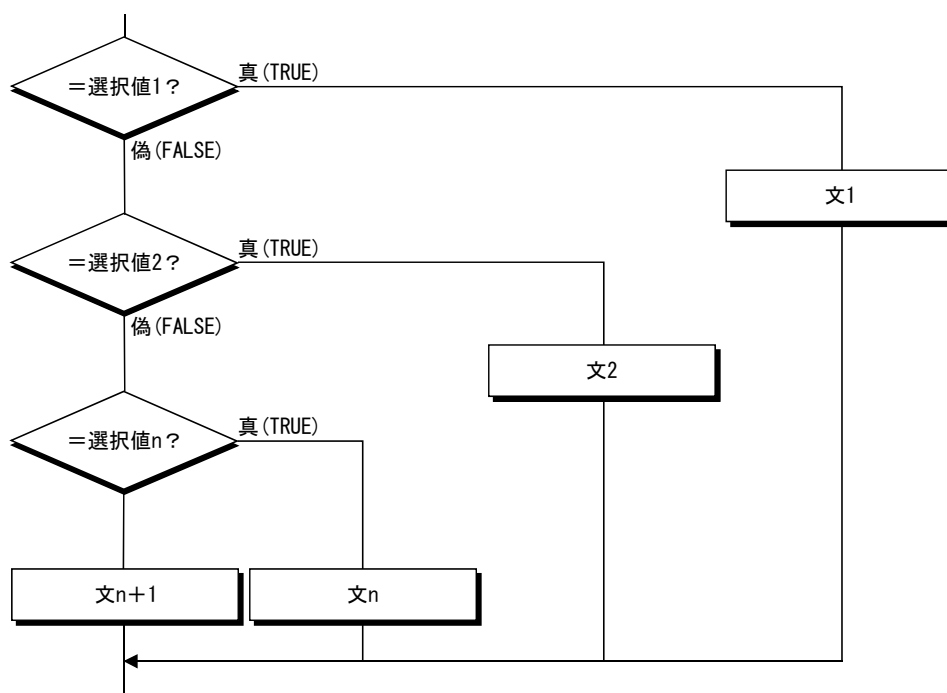 =選択値1?
真(TRUE)
偽(FALSE)
文1
=選択値2?
真(TRUE)
偽(FALSE)
文2
=選択値n?
真(TRUE)
文n+1
文n